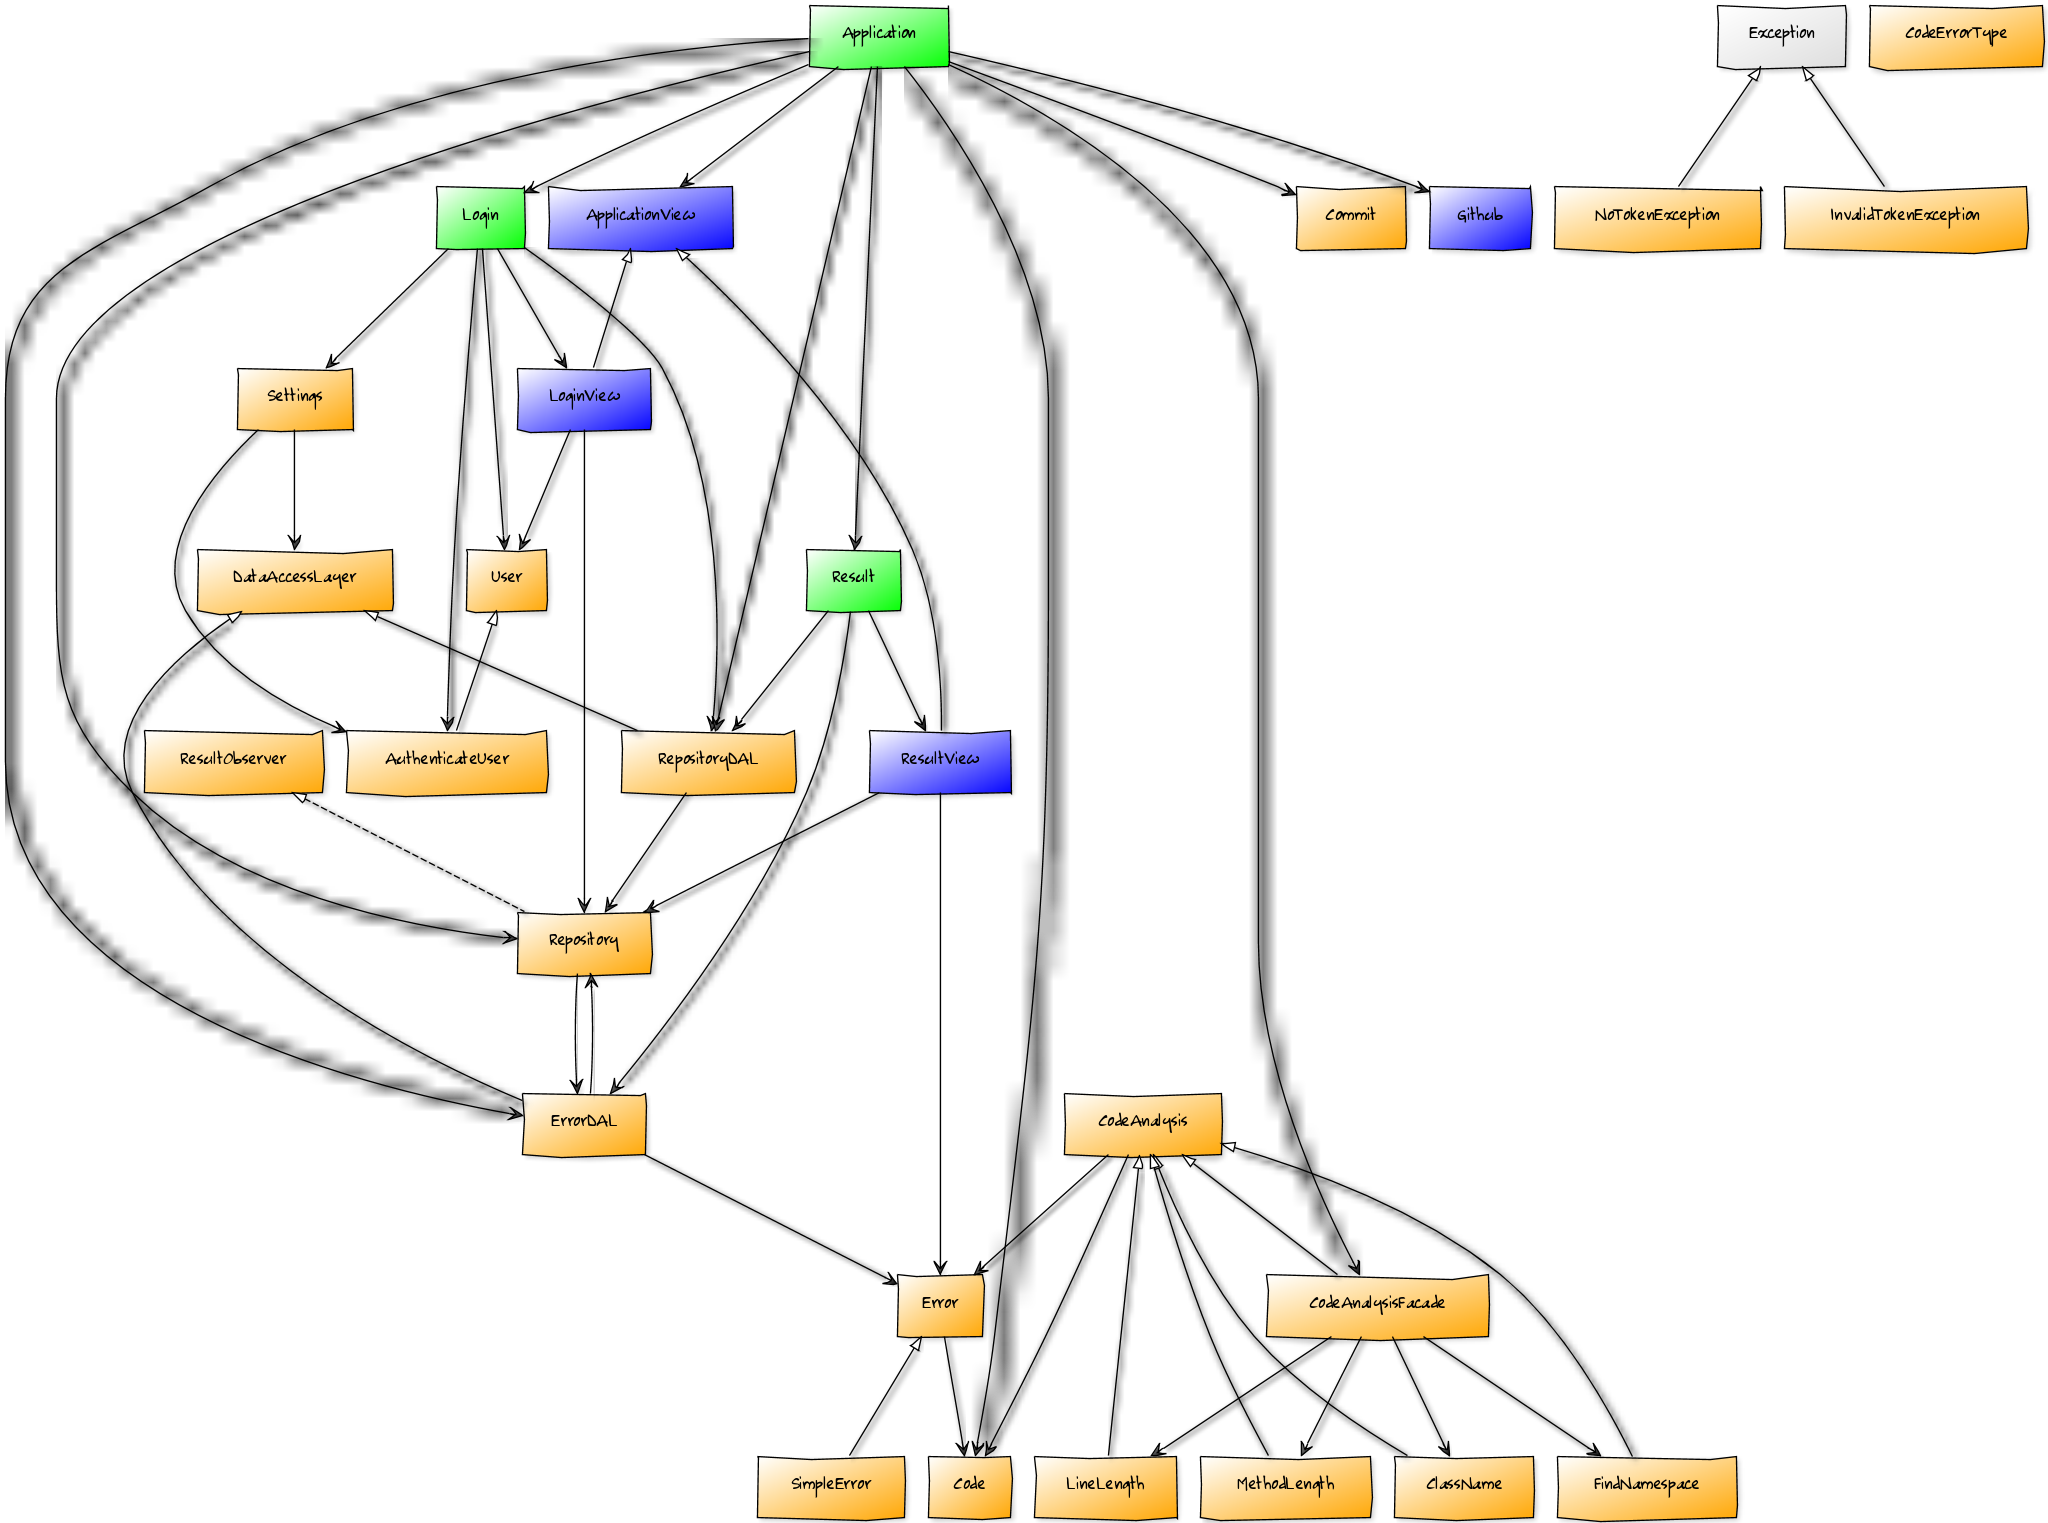 Application
Exception
CodeErrorType
Login
ApplicationView
Commit
Github
NoTokenException
InvalidTokenException
Settings
LoginView
DataAccessLayer
User
Result
ResultObserver
AuthenticateUser
RepositoryDAL
ResultView
Repository
ErrorDAL
CodeAnalysis
Error
CodeAnalysisFacade
SimpleError
Code
LineLength
MethodLength
ClassName
FindNamespace